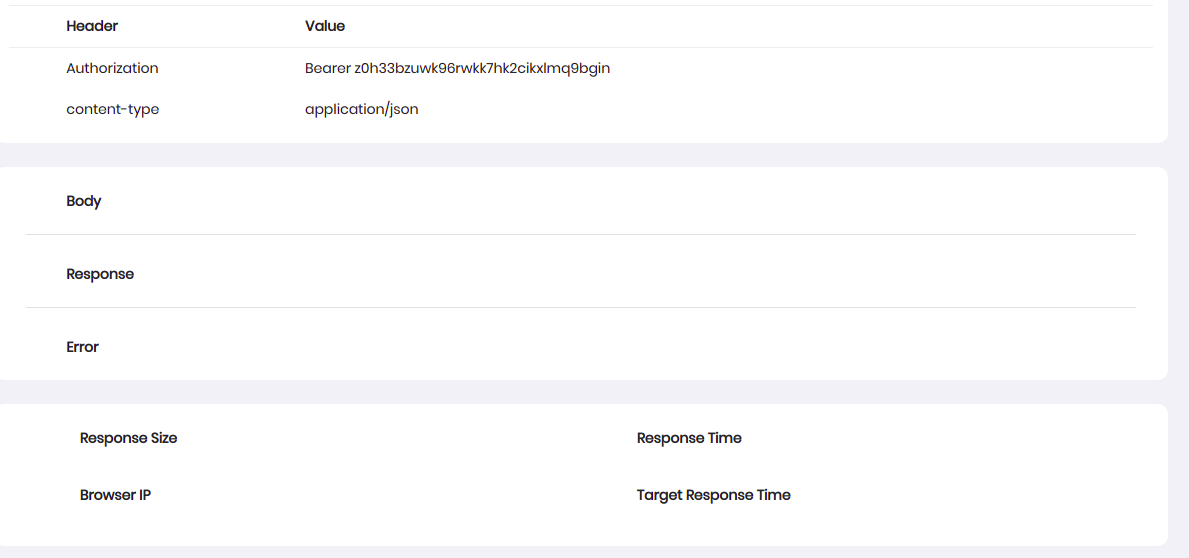 Header Value
Authorization Bearer z0h33bzuwk96rwkk7hk2cikxlmq9bgin
content-type application/json
Body
Response
Error
Response Size Response Time
Browser IP Target Response Time